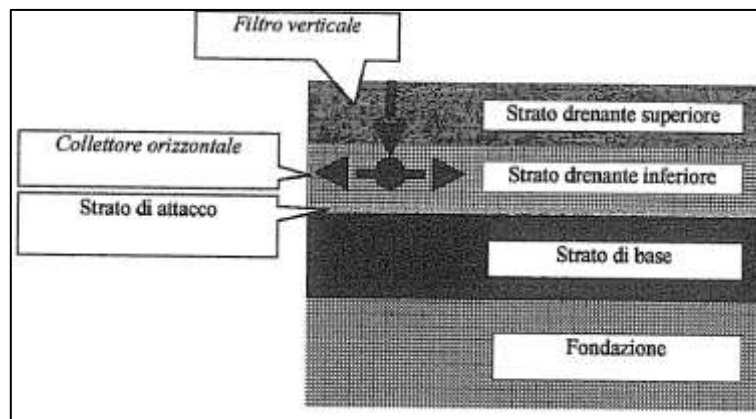 Filtro verticale
Strato drenante superiore
Collettore orizzontale
Strato drenante inferiore
Strato di attacco
Strato di base
Fondazione